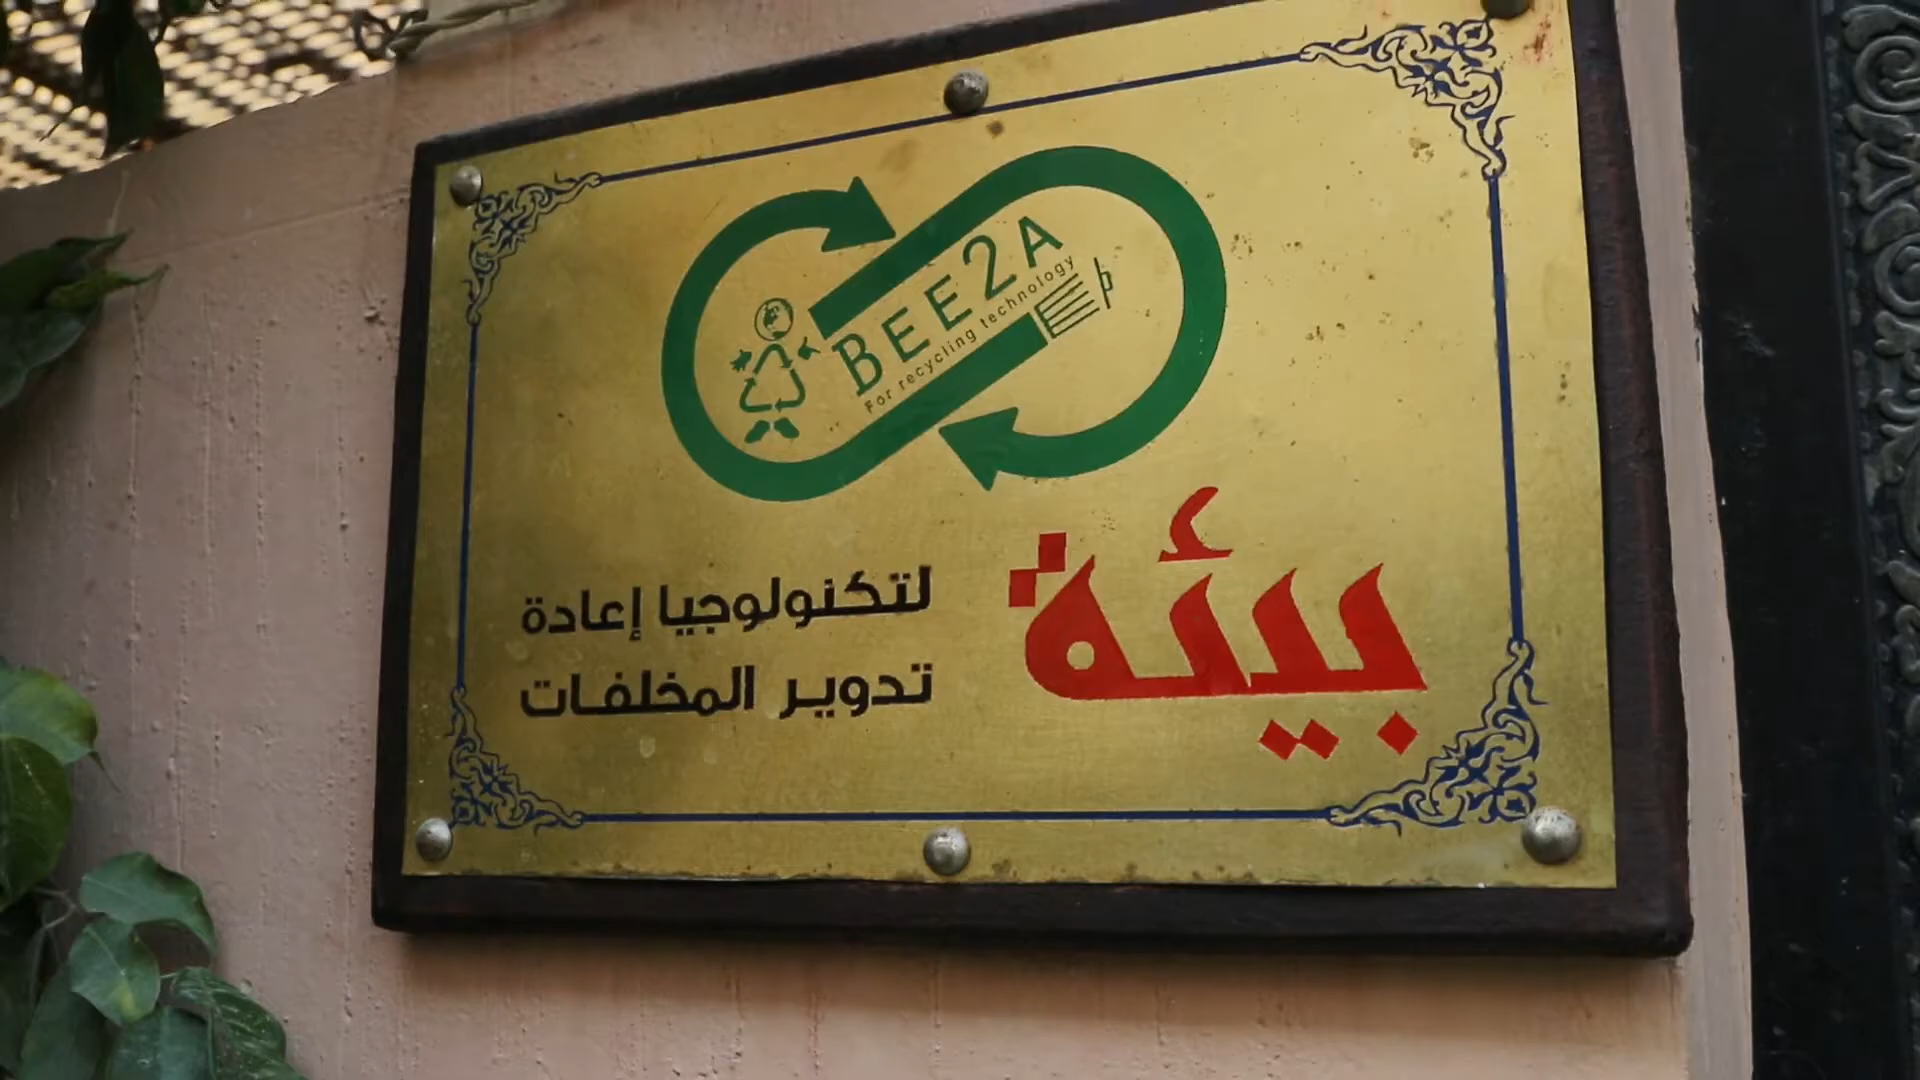 BEE2A
For recycling technology
بيئة
لتكنولوجيا إعادة
تدوير المخلفات